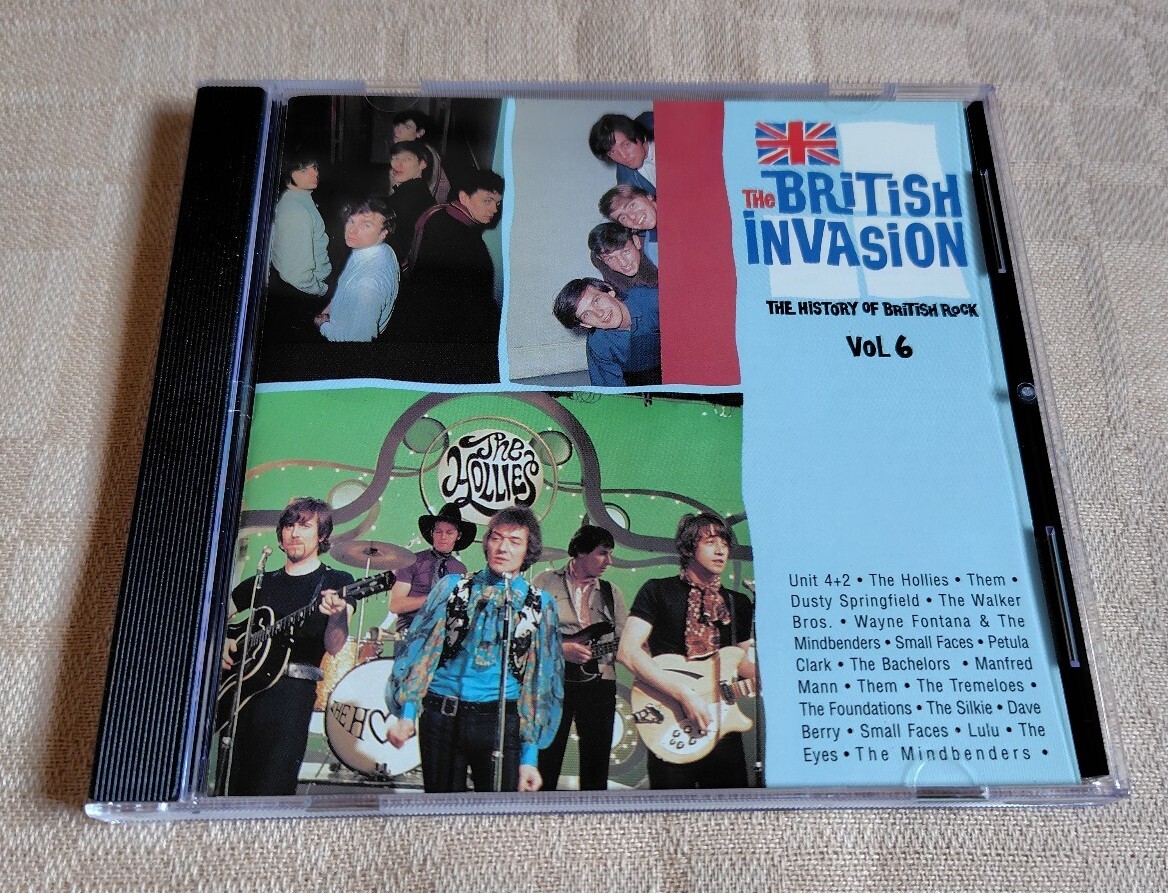 The
BRiTiSH
iNVASiON
THE HiSTORY OF BRiTiSH ROCK
VOL 6
The
HOLLIES
THE HO
Unit 4+2 • The Hollies • Them •
Dusty Springfield • The Walker
Bros. • Wayne Fontana & The
Mindbenders • Small Faces • Petula
Clark • The Bachelors • Manfred
Mann • Them • The Tremeloes •
The Foundations • The Silkie • Dave
Berry • Small Faces • Lulu • The
Eyes • The Mindbenders •